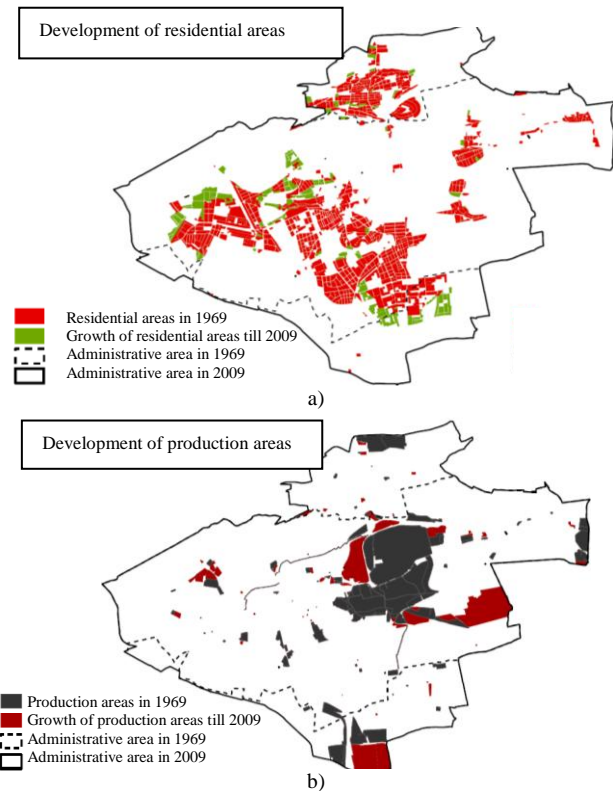 Development of residential areas
Residential areas in 1969
Growth of residential areas till 2009
Administrative area in 1969
Administrative area in 2009
a)
Development of production areas
Production areas in 1969
Growth of production areas till 2009
Administrative area in 1969
Administrative area in 2009
b)